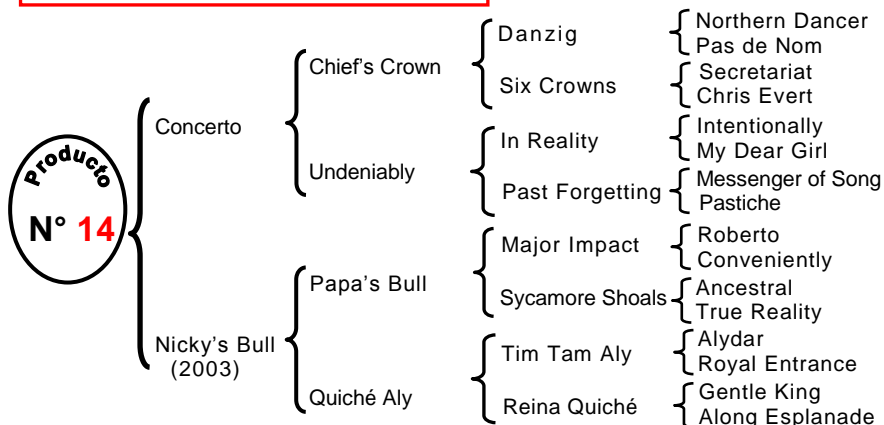 Producto
N° 14
Concerto
Nicky's Bull
(2003)
Chief's Crown
Undeniably
Papa's Bull
Quiché Aly
Danzig
Six Crowns
In Reality
Past Forgetting
Major Impact
Sycamore Shoals
Tim Tam Aly
Reina Quiché
Northern Dancer
Pas de Nom
Secretariat
Chris Evert
Intentionally
My Dear Girl
Messenger of Song
Pastiche
Roberto
Conveniently
Ancestral
True Reality
Alydar
Royal Entrance
Gentle King
Along Esplanade